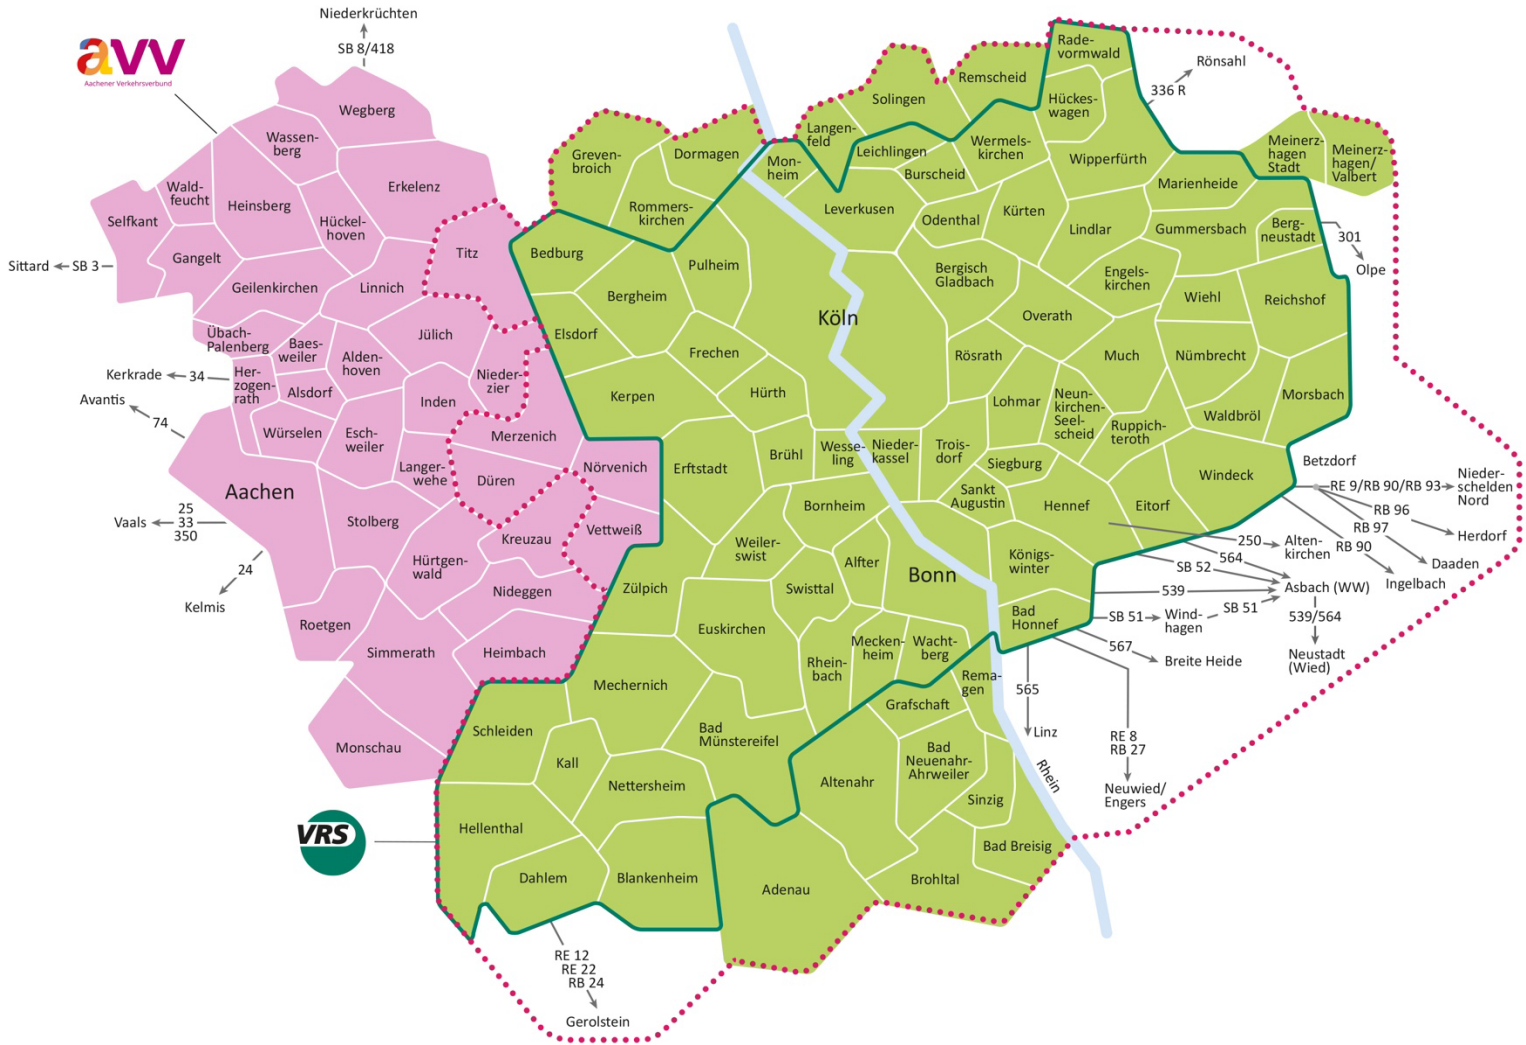 Niederkrüchten
SB 8/418
avv
Aachener Verkehrsverbund
Wegberg
Wassen-
berg
Erkelenz
Wald-
feucht
Heinsberg
Hückel-
hoven
Selfkant
Gangelt
Sittard
SB 3
Geilenkirchen
Linnich
Titz
Übach-
Palenberg
Baes-
weiler
Alden-
hoven
Jülich
Kerkrade
34
Her-
zogen-
rath
Alsdorf
Nieder-
zier
Avantis
74
Würselen
Esch-
weiler
Inden
Merzenich
Langer-
wehe
Düren
Nörvenich
Aachen
Vaals
25
33
350
Stolberg
Kreuzau
Vettweiß
24
Kelmis
Hürtgen-
wald
Nideggen
Roetgen
Simmerath
Heimbach
Monschau
VRS
Rade-
vormwald
Remscheid
Solingen
Hückes-
wagen
336 R
Rönsahl
Langen-
feld
Greven-
broich
Dormagen
Mon-
heim
Leichlingen
Wermels-
kirchen
Wipperfürth
Meinerz-
hagen
Stadt
Meinerz-
hagen/
Valbert
Burscheid
Marienheide
Rommers-
kirchen
Leverkusen
Odenthal
Kürten
Lindlar
Gummersbach
Berg-
neustadt
301
Olpe
Bedburg
Pulheim
Bergheim
Bergisch
Gladbach
Engels-
kirchen
Wiehl
Reichshof
Köln
Overath
Elsdorf
Frechen
Rösrath
Much
Nümbrecht
Kerpen
Hürth
Lohmar
Neun-
kirchen-
Seel-
scheid
Ruppich-
teroth
Waldbröl
Morsbach
Erftstadt
Brühl
Wesse-
ling
Nieder-
kassel
Trois-
dorf
Siegburg
Windeck
Sankt
Augustin
Hennef
Eitorf
Bornheim
Weiler-
swist
Alfter
Bonn
Königs-
winter
Zülpich
Swisttal
Euskirchen
Bad
Honnef
Rhein-
bach
Mecken-
heim
Wacht-
berg
Mechernich
Rema-
gen
Grafschaft
Schleiden
Bad
Münstereifel
Kall
Bad
Neuenahr-
Ahrweiler
Altenahr
Nettersheim
Sinzig
Hellenthal
Bad Breisig
Dahlem
Blankenheim
Adenau
Brohltal
Rhein
Betzdorf
RE 9/RB 90/RB 93
Nieder-
schelden
Nord
RB 96
Herdorf
RB 97
Daaden
RB 90
Ingelbach
250
Alten-
kirchen
564
SB 52
Asbach (WW)
539
SB 51
Wind-
hagen
SB 51
539/564
Neustadt
(Wied)
567
Breite Heide
565
Linz
RE 8
RB 27
Neuwied/
Engers
RE 12
RE 22
RB 24
Gerolstein